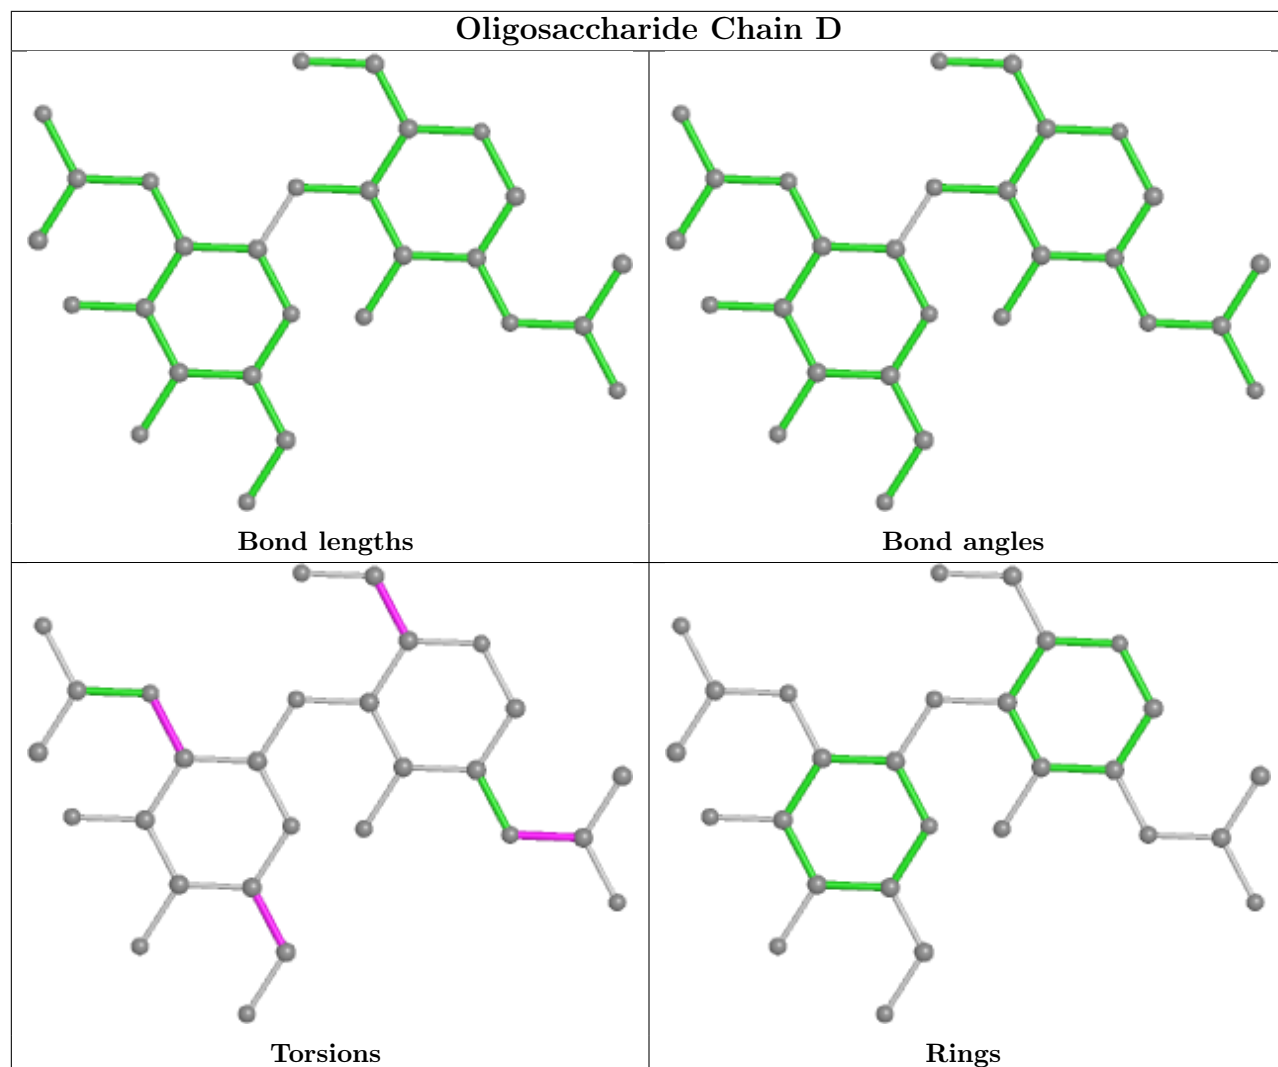 Oligosaccharide Chain D
Bond lengths
Bond angles
Torsions
Rings